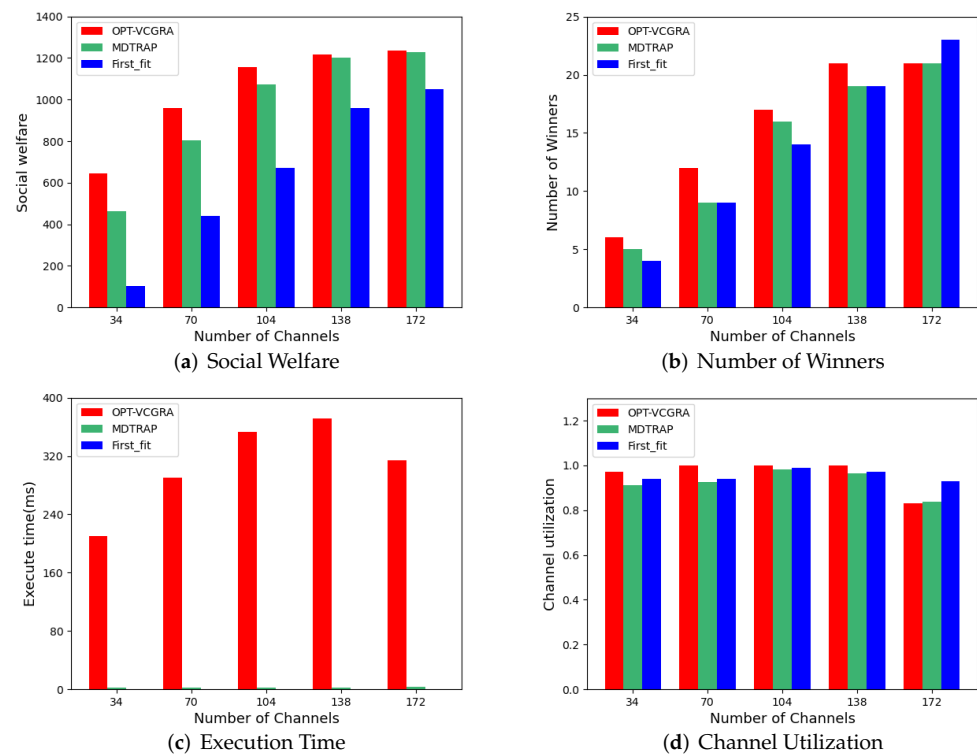 Social welfare
1400
1200
1000
800
600
400
200
0
OPT-VCGRA
MDTRAP
First_fit
34 70 104 138 172
Number of Channels
(a) Social Welfare
Number of Winners
25
20
15
10
5
0
OPT-VCGRA
MDTRAP
First_fit
34 70 104 138 172
Number of Channels
(b) Number of Winners
Execute time(ms)
400
320
240
160
80
0
OPT-VCGRA
MDTRAP
First_fit
34 70 104 138 172
Number of Channels
(c) Execution Time
Channel utilization
1.2
1.0
0.8
0.6
0.4
0.2
0.0
OPT-VCGRA
MDTRAP
First_fit
34 70 104 138 172
Number of Channels
(d) Channel Utilization